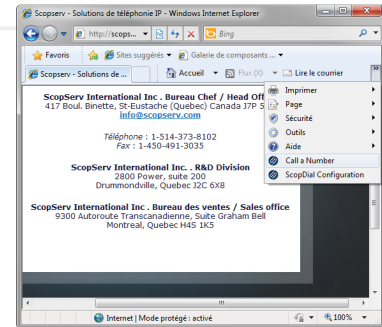 Scopserv - Solutions de téléphonie IP - Windows Internet Explorer
http://scops...
Bing
Favoris
Sites suggérés
Galerie de composants ...
Scopserv - Solutions de ...
Accueil
Flux (X)
Lire le courrier
Imprimer
Page
Sécurité
Outils
Aide
Call a Number
ScopDial Configuration
ScopServ International Inc . Bureau Chef / Head Off
417 Boul. Binette, St-Eustache (Quebec) Canada J7P 5
info@scopserv.com
Téléphone : 1-514-373-8102
Fax : 1-450-491-3035
ScopServ International Inc. . R&D Division
2800 Power, suite 200
Drummondville, Quebec J2C 6X8
ScopServ International Inc . Bureau des ventes / Sales office
9300 Autoroute Transcanadienne, Suite Graham Bell
Montreal, Quebec H4S 1K5
Internet | Mode protégé : activé
100%